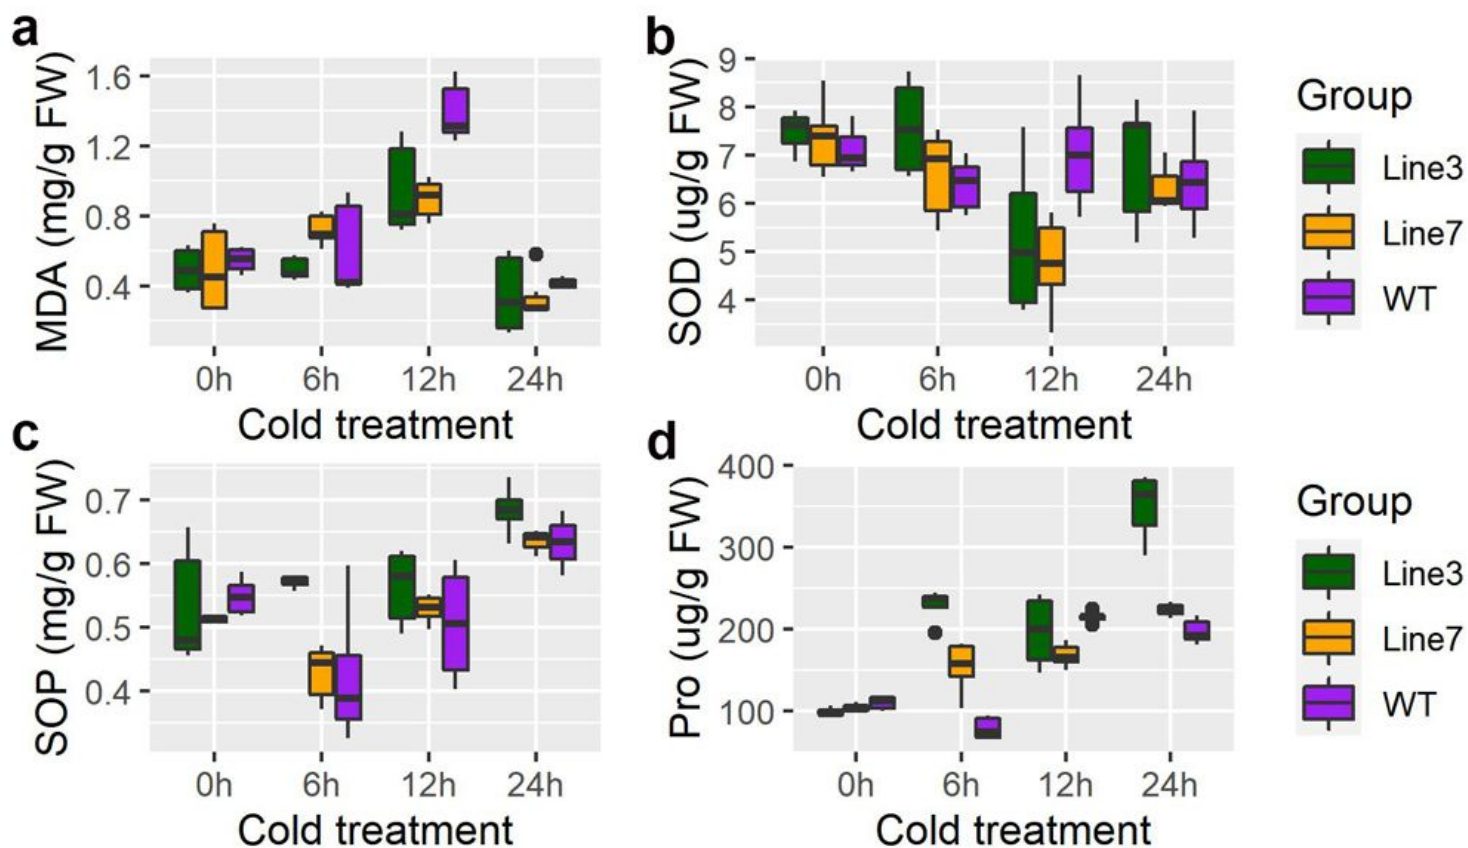 a
MDA (mg/g FW)
1.6
1.2
0.8
0.4
0h
6h
12h
24h
Cold treatment
b
SOD (ug/g FW)
9
8
7
6
5
4
0h
6h
12h
24h
Cold treatment
Group
Line3
Line7
WT
c
SOP (mg/g FW)
0.7
0.6
0.5
0.4
0h
6h
12h
24h
Cold treatment
d
Pro (ug/g FW)
400
300
200
100
0h
6h
12h
24h
Cold treatment
Group
Line3
Line7
WT